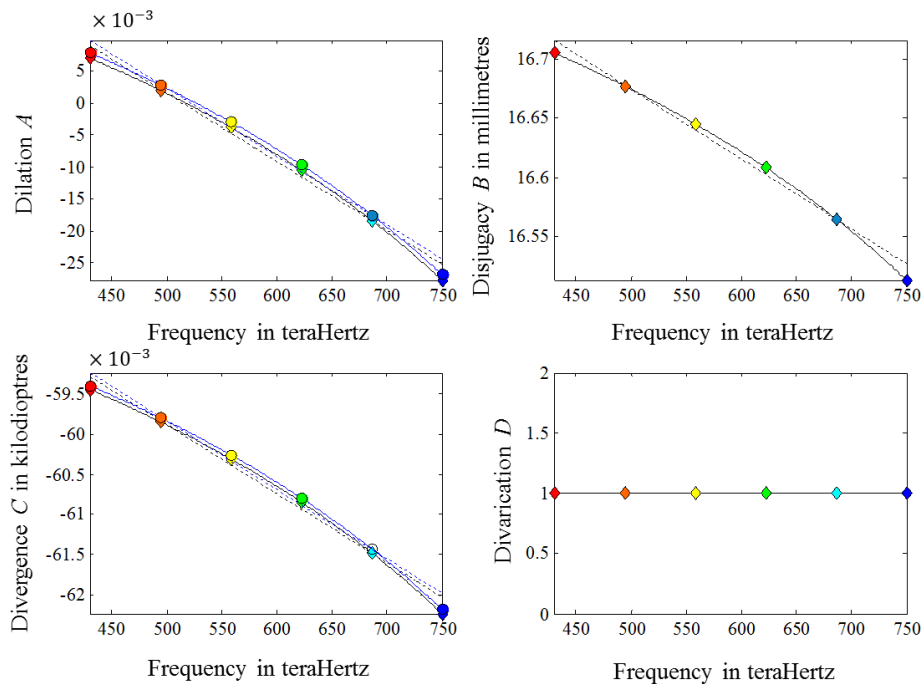 × 10⁻³
5
0
-5
-10
-15
-20
-25
450 500 550 600 650 700 750
Dilation A
Frequency in teraHertz
16.7
16.65
16.6
16.55
450 500 550 600 650 700 750
Disjugacy B in millimetres
Frequency in teraHertz
× 10⁻³
-59.5
-60
-60.5
-61
-61.5
-62
450 500 550 600 650 700 750
Divergence C in kilodioptres
Frequency in teraHertz
2
1.5
1
0.5
0
450 500 550 600 650 700 750
Divarication D
Frequency in teraHertz